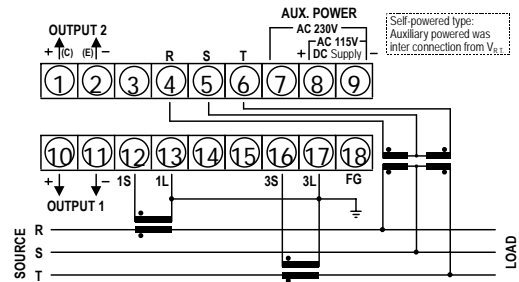 AUX. POWER
AC 230V
AC 115V
+ DC Supply −
Self-powered type:
Auxiliary powered was
inter connection from V_R.T.
OUTPUT 2
+ (C) (E) −
R S T
1 2 3 4 5 6 7 8 9
10 11 12 13 14 15 16 17 18
+ − 1S 1L 3S 3L FG
OUTPUT 1
SOURCE
R
S
T
LOAD